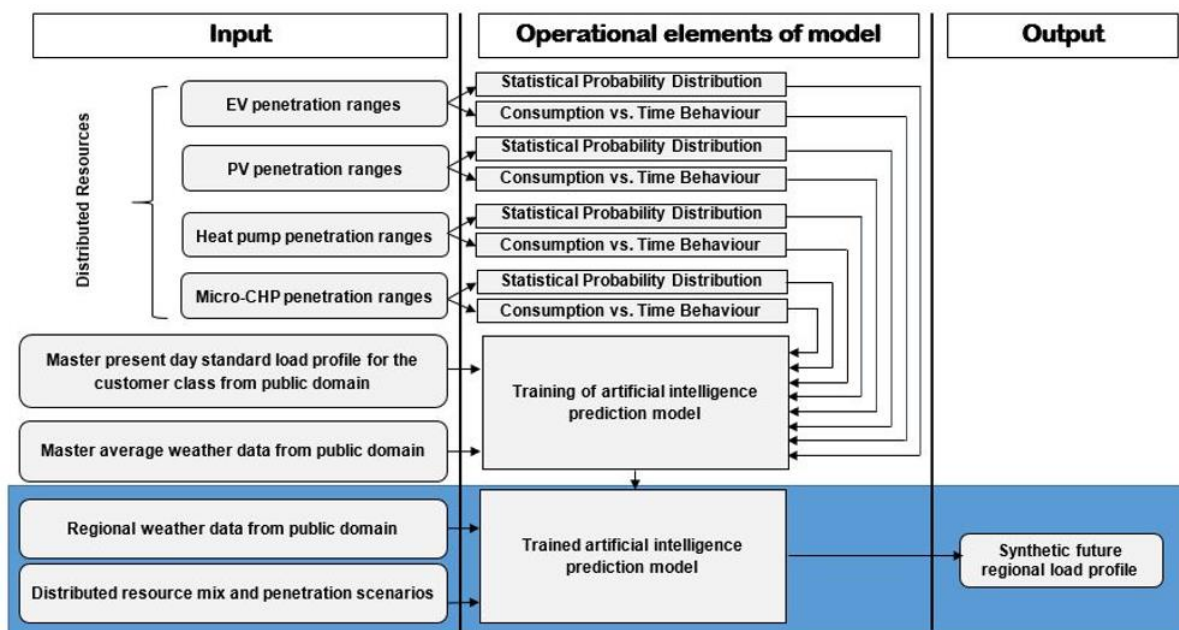 Input
Operational elements of model
Output
Distributed Resources
EV penetration ranges
Statistical Probability Distribution
Consumption vs. Time Behaviour
PV penetration ranges
Statistical Probability Distribution
Consumption vs. Time Behaviour
Heat pump penetration ranges
Statistical Probability Distribution
Consumption vs. Time Behaviour
Micro-CHP penetration ranges
Statistical Probability Distribution
Consumption vs. Time Behaviour
Master present day standard load profile for the
customer class from public domain
Training of artificial intelligence
prediction model
Master average weather data from public domain
Regional weather data from public domain
Trained artificial intelligence
prediction model
Distributed resource mix and penetration scenarios
Synthetic future
regional load profile